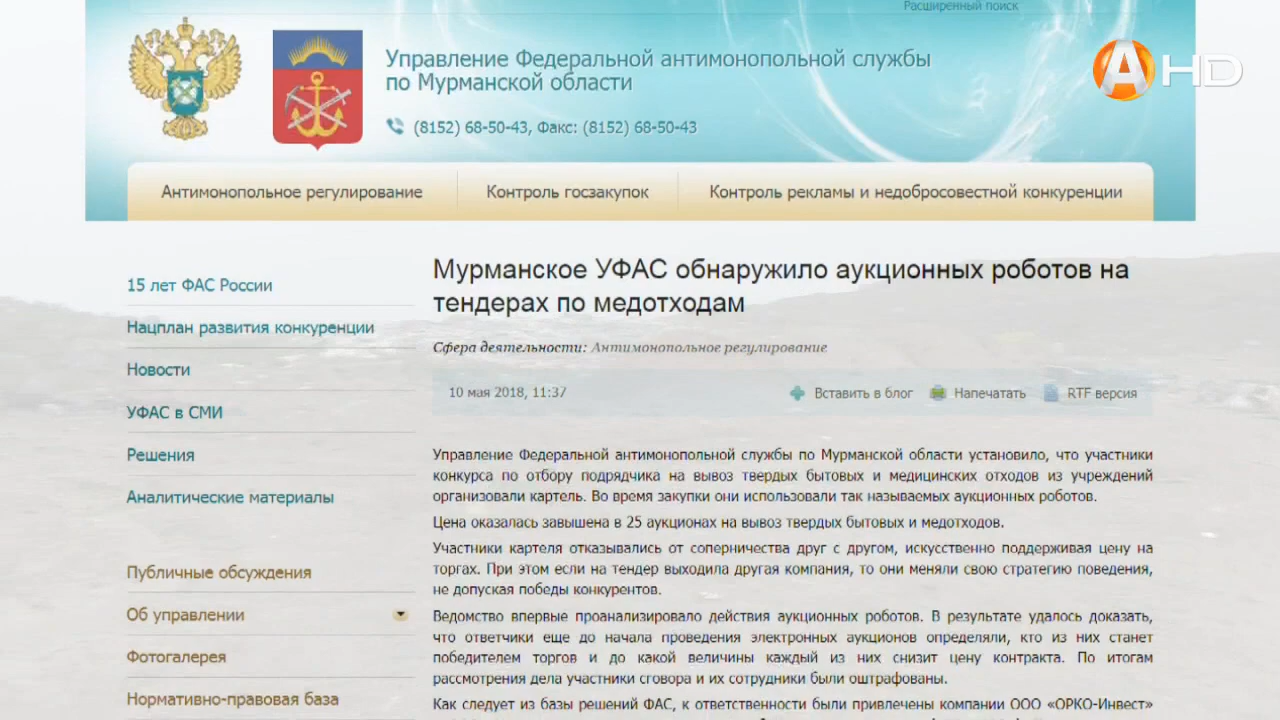 Расширенный поиск
Управление Федеральной антимонопольной службы
по Мурманской области
(8152) 68-50-43, Факс: (8152) 68-50-43
A HD
Антимонопольное регулирование
Контроль госзакупок
Контроль рекламы и недобросовестной конкуренции
15 лет ФАС России
Нацплан развития конкуренции
Новости
УФАС в СМИ
Решения
Аналитические материалы
Публичные обсуждения
Об управлении
Фотогалерея
Нормативно-правовая база
Мурманское УФАС обнаружило аукционных роботов на
тендерах по медотходам
Сфера деятельности: Антимонопольное регулирование
10 мая 2018, 11:37
Вставить в блог
Напечатать
RTF версия
Управление Федеральной антимонопольной службы по Мурманской области установило, что участники
конкурса по отбору подрядчика на вывоз твердых бытовых и медицинских отходов из учреждений
организовали картель. Во время закупки они использовали так называемых аукционных роботов.
Цена оказалась завышена в 25 аукционах на вывоз твердых бытовых и медотходов.
Участники картеля отказывались от соперничества друг с другом, искусственно поддерживая цену на
торгах. При этом если на тендер выходила другая компания, то они меняли свою стратегию поведения,
не допуская победы конкурентов.
Ведомство впервые проанализировало действия аукционных роботов. В результате удалось доказать,
что ответчики еще до начала проведения электронных аукционов определяли, кто из них станет
победителем торгов и до какой величины каждый из них снизит цену контракта. По итогам
рассмотрения дела участники сговора и их сотрудники были оштрафованы.
Как следует из базы решений ФАС, к ответственности были привлечены компании ООО «ОРКО-Инвест»